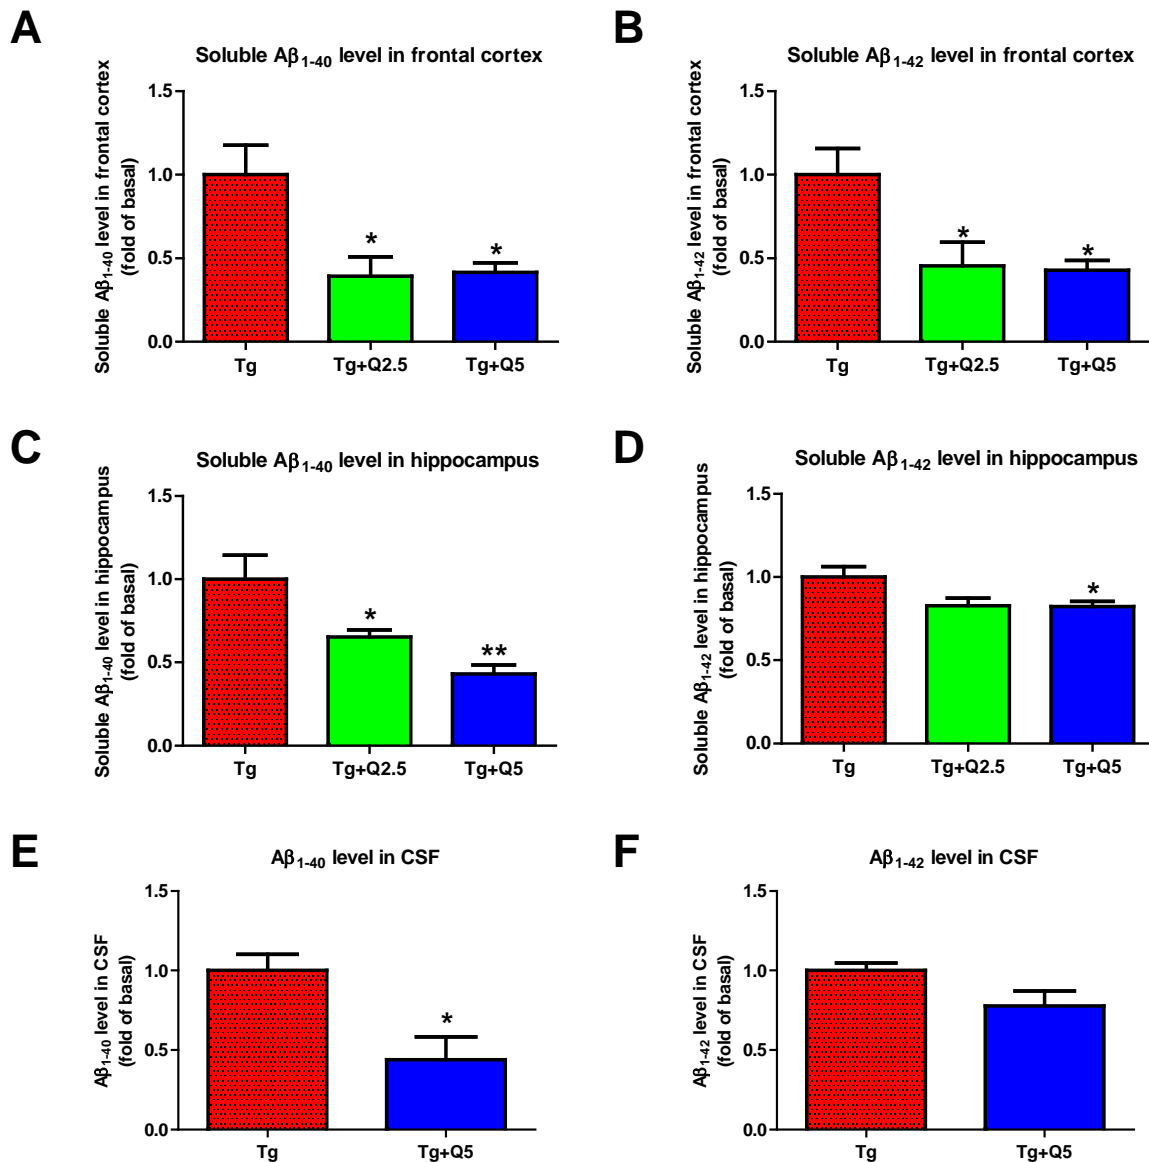 A
Soluble Aβ1-40 level in frontal cortex
Soluble Aβ1-40 level in frontal cortex
(fold of basal)
1.5
1.0
0.5
0.0
*
*
Tg
Tg+Q2.5
Tg+Q5
B
Soluble Aβ1-42 level in frontal cortex
Soluble Aβ1-42 level in frontal cortex
(fold of basal)
1.5
1.0
0.5
0.0
*
*
Tg
Tg+Q2.5
Tg+Q5
C
Soluble Aβ1-40 level in hippocampus
Soluble Aβ1-40 level in hippocampus
(fold of basal)
1.5
1.0
0.5
0.0
*
**
Tg
Tg+Q2.5
Tg+Q5
D
Soluble Aβ1-42 level in hippocampus
Soluble Aβ1-42 level in hippocampus
(fold of basal)
1.5
1.0
0.5
0.0
*
Tg
Tg+Q2.5
Tg+Q5
E
Aβ1-40 level in CSF
Aβ1-40 level in CSF
(fold of basal)
1.5
1.0
0.5
0.0
*
Tg
Tg+Q5
F
Aβ1-42 level in CSF
Aβ1-42 level in CSF
(fold of basal)
1.5
1.0
0.5
0.0
Tg
Tg+Q5